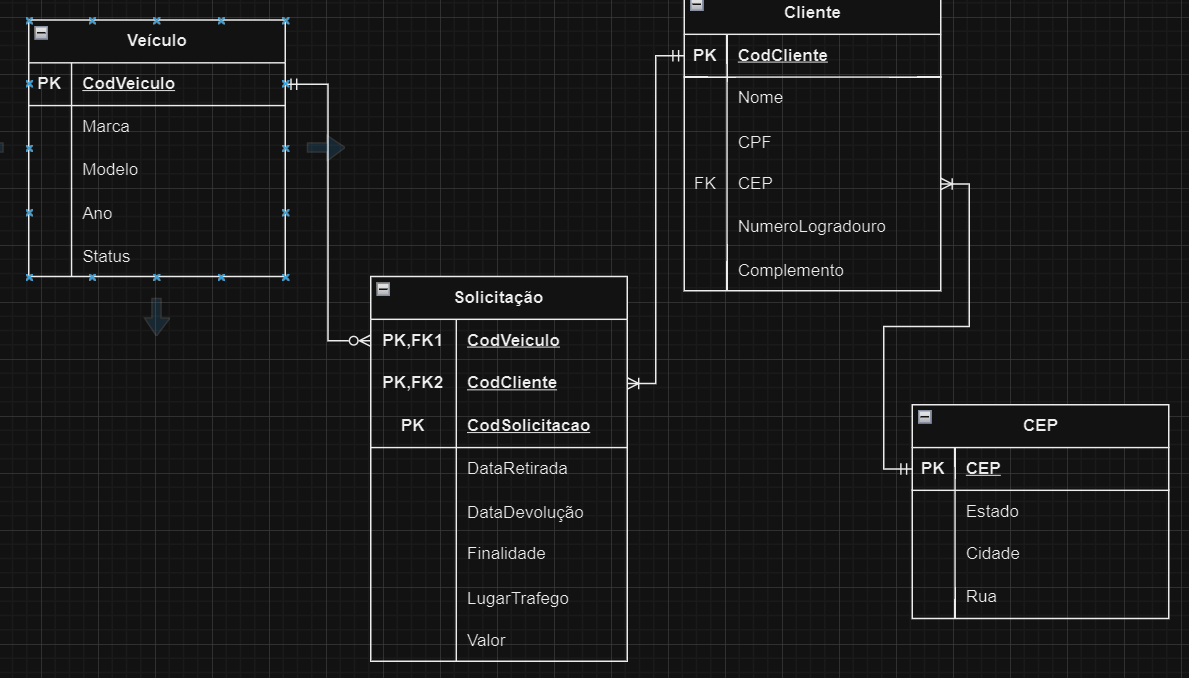 Veículo
PK CodVeiculo
Marca
Modelo
Ano
Status
Cliente
PK CodCliente
Nome
CPF
FK CEP
NumeroLogradouro
Complemento
Solicitação
PK,FK1 CodVeiculo
PK,FK2 CodCliente
PK CodSolicitacao
DataRetirada
DataDevolução
Finalidade
LugarTrafego
Valor
CEP
PK CEP
Estado
Cidade
Rua